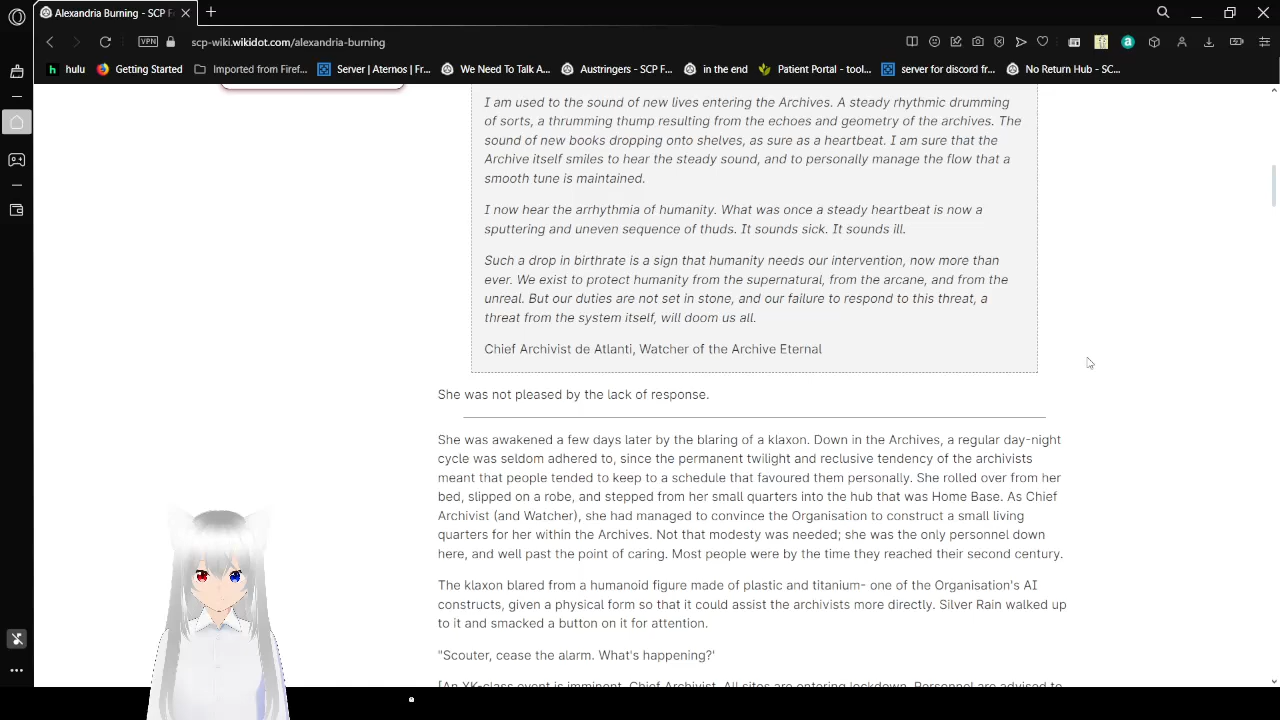 Alexandria Burning - SCP F
VPN
scp-wiki.wikidot.com/alexandria-burning
hulu
Getting Started
Imported from Firef...
Server | Aternos | Fr...
We Need To Talk A...
Austringers - SCP F...
in the end
Patient Portal - tool...
server for discord fr...
No Return Hub - SC...
I am used to the sound of new lives entering the Archives. A steady rhythmic drumming
of sorts, a thrumming thump resulting from the echoes and geometry of the archives. The
sound of new books dropping onto shelves, as sure as a heartbeat. I am sure that the
Archive itself smiles to hear the steady sound, and to personally manage the flow that a
smooth tune is maintained.
I now hear the arrhythmia of humanity. What was once a steady heartbeat is now a
sputtering and uneven sequence of thuds. It sounds sick. It sounds ill.
Such a drop in birthrate is a sign that humanity needs our intervention, now more than
ever. We exist to protect humanity from the supernatural, from the arcane, and from the
unreal. But our duties are not set in stone, and our failure to respond to this threat, a
threat from the system itself, will doom us all.
Chief Archivist de Atlanti, Watcher of the Archive Eternal
She was not pleased by the lack of response.
She was awakened a few days later by the blaring of a klaxon. Down in the Archives, a regular day-night
cycle was seldom adhered to, since the permanent twilight and reclusive tendency of the archivists
meant that people tended to keep to a schedule that favoured them personally. She rolled over from her
bed, slipped on a robe, and stepped from her small quarters into the hub that was Home Base. As Chief
Archivist (and Watcher), she had managed to convince the Organisation to construct a small living
quarters for her within the Archives. Not that modesty was needed; she was the only personnel down
here, and well past the point of caring. Most people were by the time they reached their second century.
The klaxon blared from a humanoid figure made of plastic and titanium- one of the Organisation's AI
constructs, given a physical form so that it could assist the archivists more directly. Silver Rain walked up
to it and smacked a button on it for attention.
"Scouter, cease the alarm. What's happening?'
[An YK-class event is imminent, Chief Archivist. All sites are entering lockdown. Personnel are advised to